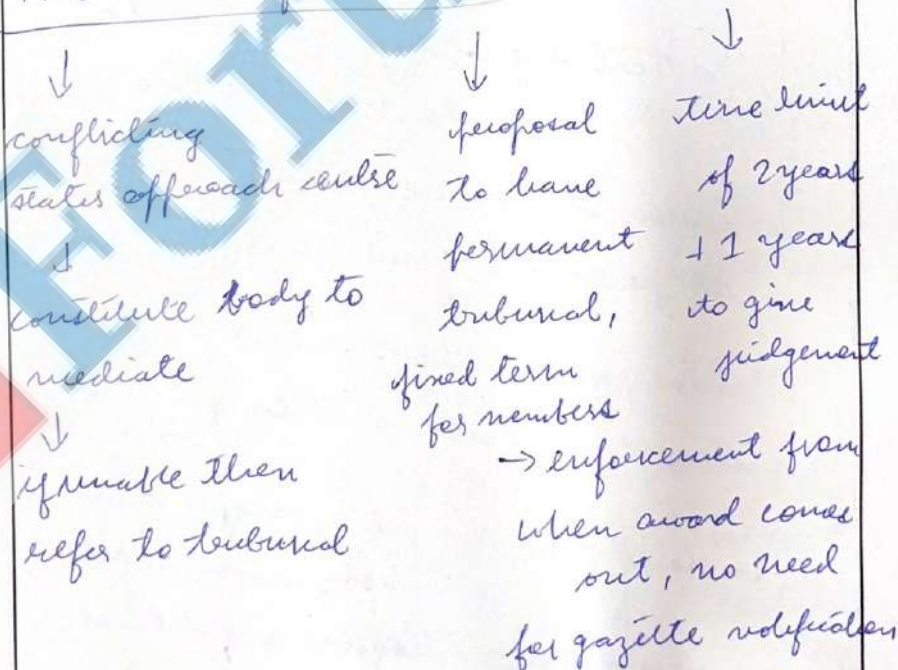 For
↓
conflicting
states approach centre
↓
constitute body to
mediate
↓
if unable then
refer to tribunal
↓
proposal
to have
permanent
tribunal,
fixed term
for members
↓
time limit
of 2 years
+ 1 years
to give
judgement
→ enforcement from
when award comes
out, no need
for gazette notification